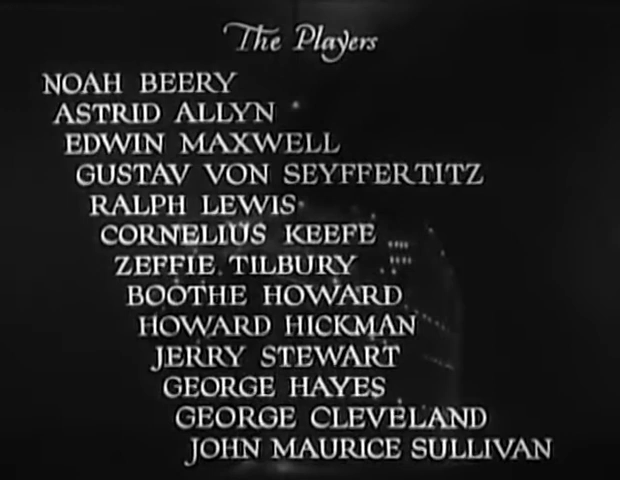 The Players
NOAH BEERY
ASTRID ALLYN
EDWIN MAXWELL
GUSTAV VON SEYFFERTITZ
RALPH LEWIS
CORNELIUS KEEFE
ZEFFIE TILBURY
BOOTHE HOWARD
HOWARD HICKMAN
JERRY STEWART
GEORGE HAYES
GEORGE CLEVELAND
JOHN MAURICE SULLIVAN